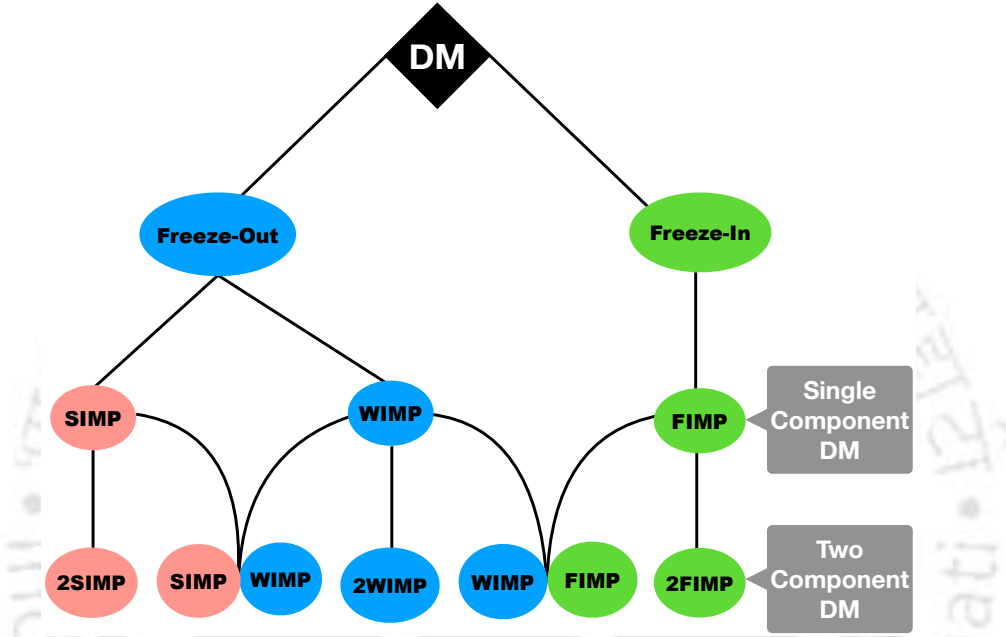 DM
Freeze-Out
Freeze-In
SIMP
WIMP
FIMP
Single
Component
DM
2SIMP
SIMP
WIMP
2WIMP
WIMP
FIMP
2FIMP
Two
Component
DM